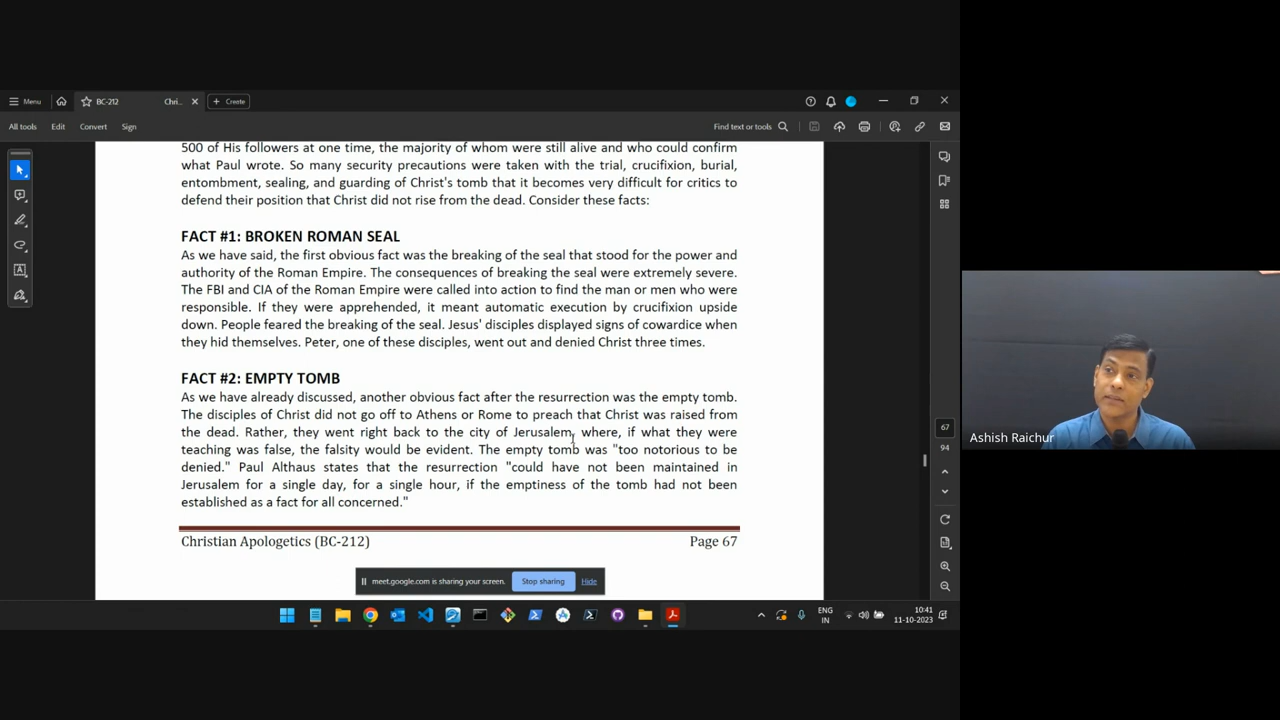 Menu
BC-212
Chri...
Create
All tools
Edit
Convert
Sign
Find text or tools
500 of His followers at one time, the majority of whom were still alive and who could confirm
what Paul wrote. So many security precautions were taken with the trial, crucifixion, burial,
entombment, sealing, and guarding of Christ's tomb that it becomes very difficult for critics to
defend their position that Christ did not rise from the dead. Consider these facts:
FACT #1: BROKEN ROMAN SEAL
As we have said, the first obvious fact was the breaking of the seal that stood for the power and
authority of the Roman Empire. The consequences of breaking the seal were extremely severe.
The FBI and CIA of the Roman Empire were called into action to find the man or men who were
responsible. If they were apprehended, it meant automatic execution by crucifixion upside
down. People feared the breaking of the seal. Jesus' disciples displayed signs of cowardice when
they hid themselves. Peter, one of these disciples, went out and denied Christ three times.
FACT #2: EMPTY TOMB
As we have already discussed, another obvious fact after the resurrection was the empty tomb.
The disciples of Christ did not go off to Athens or Rome to preach that Christ was raised from
the dead. Rather, they went right back to the city of Jerusalem, where, if what they were
teaching was false, the falsity would be evident. The empty tomb was "too notorious to be
denied." Paul Althaus states that the resurrection "could have not been maintained in
Jerusalem for a single day, for a single hour, if the emptiness of the tomb had not been
established as a fact for all concerned."
Christian Apologetics (BC-212)
Page 67
67
94
Ashish Raichur
meet.google.com is sharing your screen.
Stop sharing
Hide
ENG
IN
10:41
11-10-2023